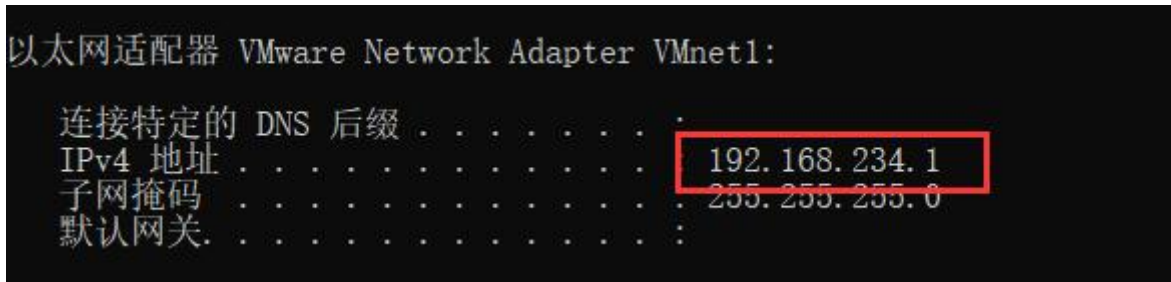 以太网适配器 VMware Network Adapter VMnet1:
连接特定的 DNS 后缀 . . . . . . . :
IPv4 地址 . . . . . . . . . . . . : 192.168.234.1
子网掩码 . . . . . . . . . . . . : 255.255.255.0
默认网关. . . . . . . . . . . . . :